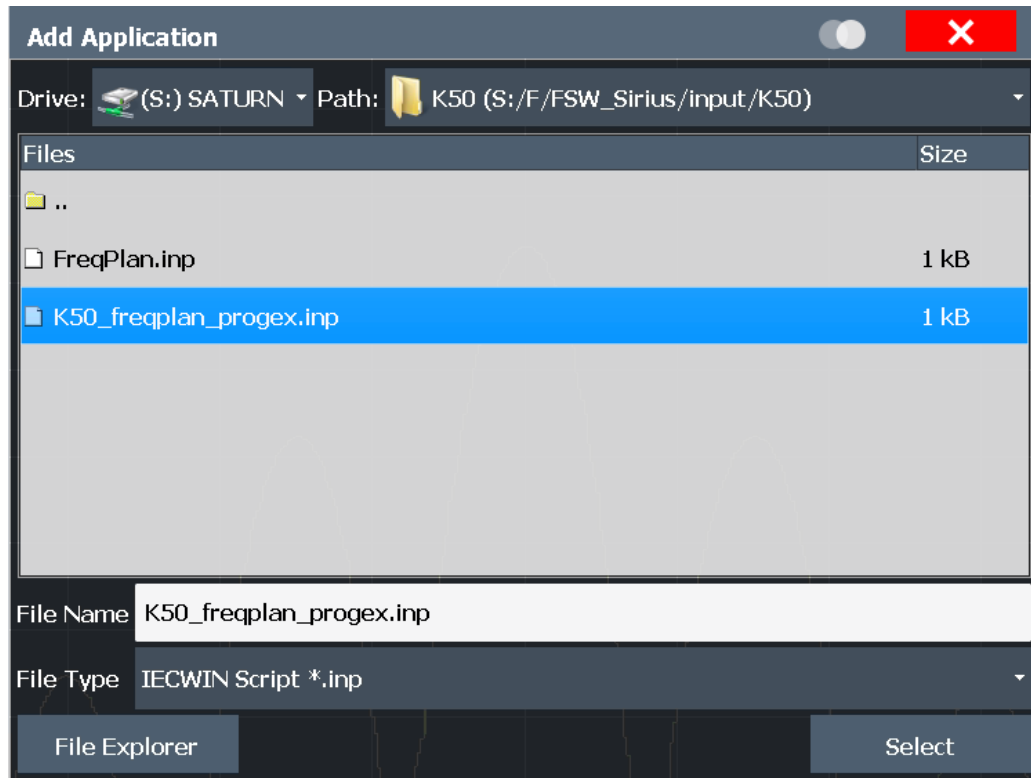 Add Application
Drive: (S:) SATURN Path: K50 (S:/F/FSW_Sirius/input/K50)
Files Size
..
FreqPlan.inp 1 kB
K50_freqplan_progex.inp 1 kB
File Name K50_freqplan_progex.inp
File Type IECWIN Script *.inp
File Explorer Select